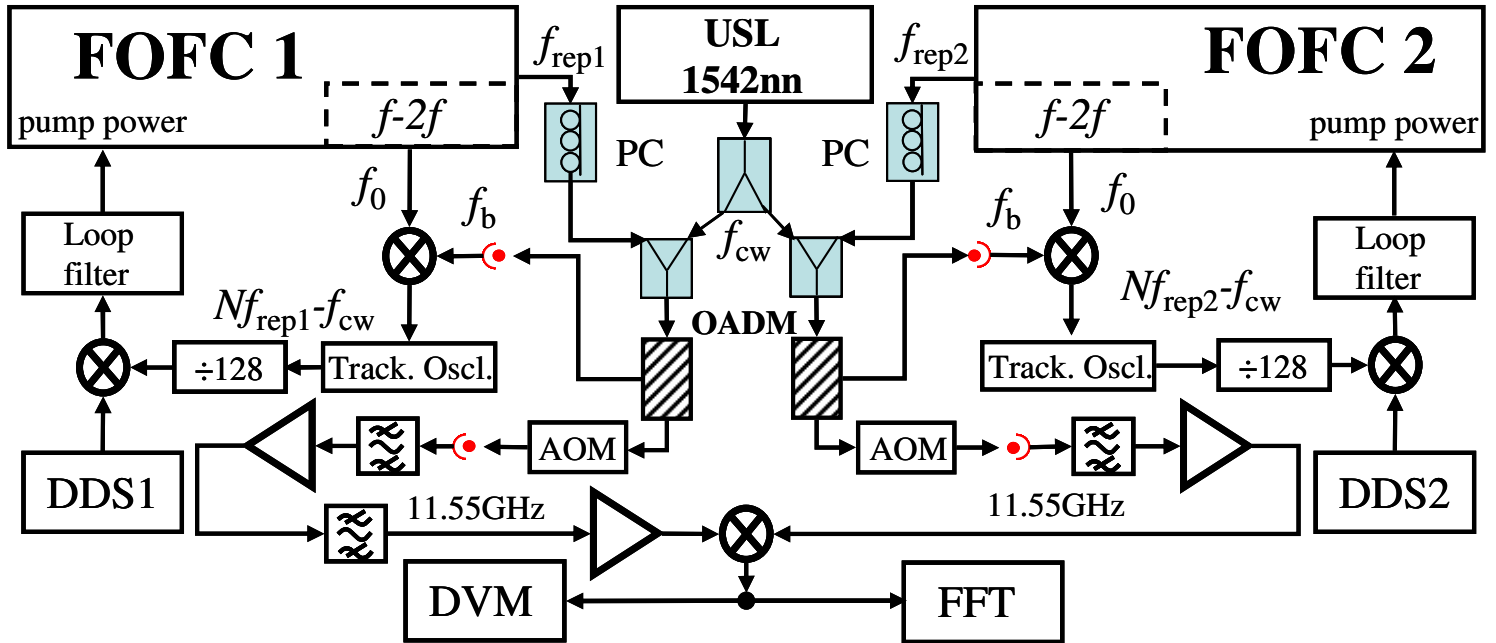 FOFC 1
f-2f
pump power
f_rep1
PC
USL
1542nn
f_rep2
PC
FOFC 2
f-2f
pump power
f_0
f_b
f_cw
f_b
f_0
Loop
filter
Nf_rep1-f_cw
OADM
Nf_rep2-f_cw
Loop
filter
÷128
Track. Oscl.
Track. Oscl.
÷128
DDS1
AOM
AOM
DDS2
11.55GHz
11.55GHz
DVM
FFT